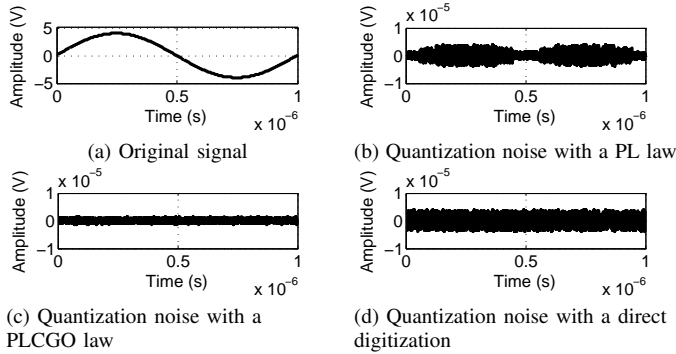 Amplitude (V)
5
0
−5
0
0.5
1
Time (s)
x 10−6
(a) Original signal
Amplitude (V)
x 10−5
1
0
−1
0
0.5
1
Time (s)
x 10−6
(b) Quantization noise with a PL law
Amplitude (V)
x 10−5
1
0
−1
0
0.5
1
Time (s)
x 10−6
(c) Quantization noise with a
PLCGO law
Amplitude (V)
x 10−5
1
0
−1
0
0.5
1
Time (s)
x 10−6
(d) Quantization noise with a direct
digitization